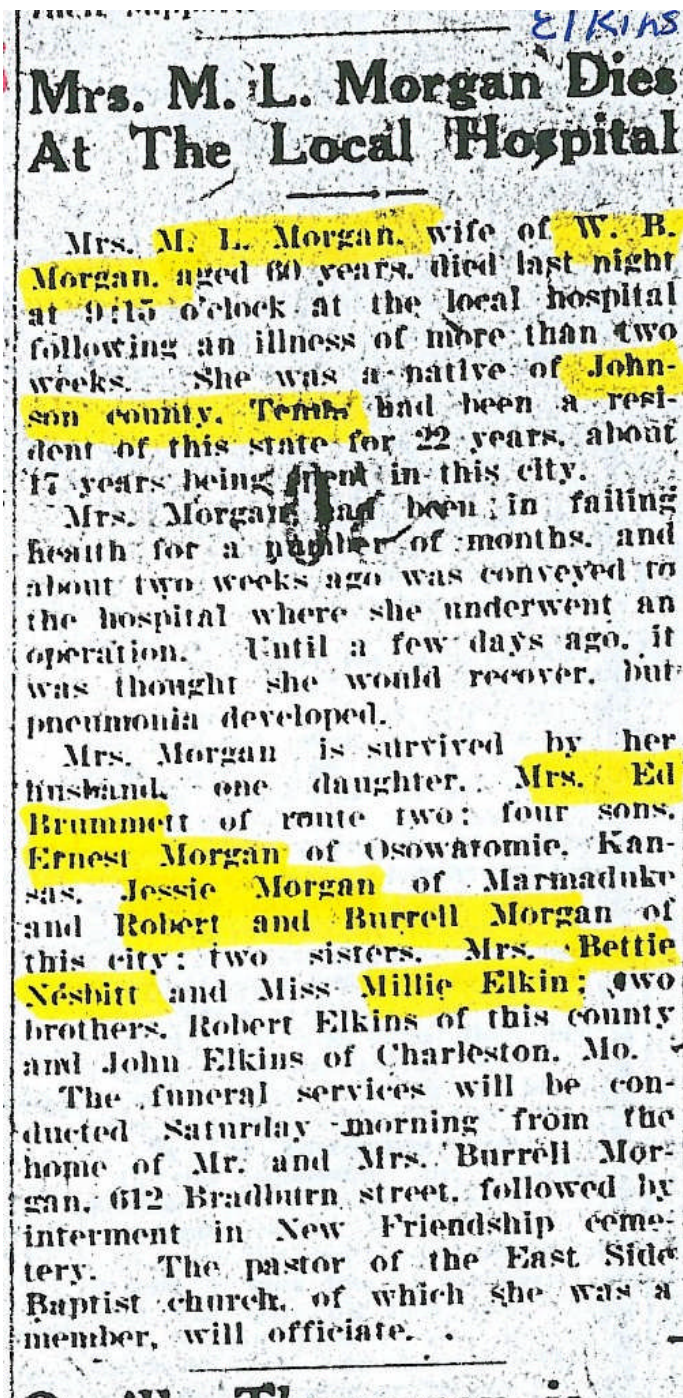 Elkins
Mrs. M. L. Morgan Dies
At The Local Hospital
Mrs. M. L. Morgan, wife of W. B.
Morgan, aged 60 years, died last night
at 9:15 o'clock at the local hospital
following an illness of more than two
weeks. She was a native of John-
son county, Tenn. had been a resi-
dent of this state for 22 years, about
17 years being spent in this city.
Mrs. Morgan had been in failing
health for a number of months, and
about two weeks ago was conveyed to
the hospital where she underwent an
operation. Until a few days ago, it
was thought she would recover, but
pneumonia developed.
Mrs. Morgan is survived by her
husband, one daughter, Mrs. Ed
Brummett of route two; four sons,
Ernest Morgan of Osowatomie, Kan-
sas, Jessie Morgan of Marmaduke
and Robert and Burrell Morgan of
this city; two sisters, Mrs. Bettie
Nesbitt and Miss Millie Elkin; two
brothers, Robert Elkins of this county
and John Elkins of Charleston, Mo.
The funeral services will be con-
ducted Saturday morning from the
home of Mr. and Mrs. Burrell Mor-
gan, 612 Bradburn street, followed by
interment in New Friendship ceme-
tery. The pastor of the East Side
Baptist church, of which she was a
member, will officiate.